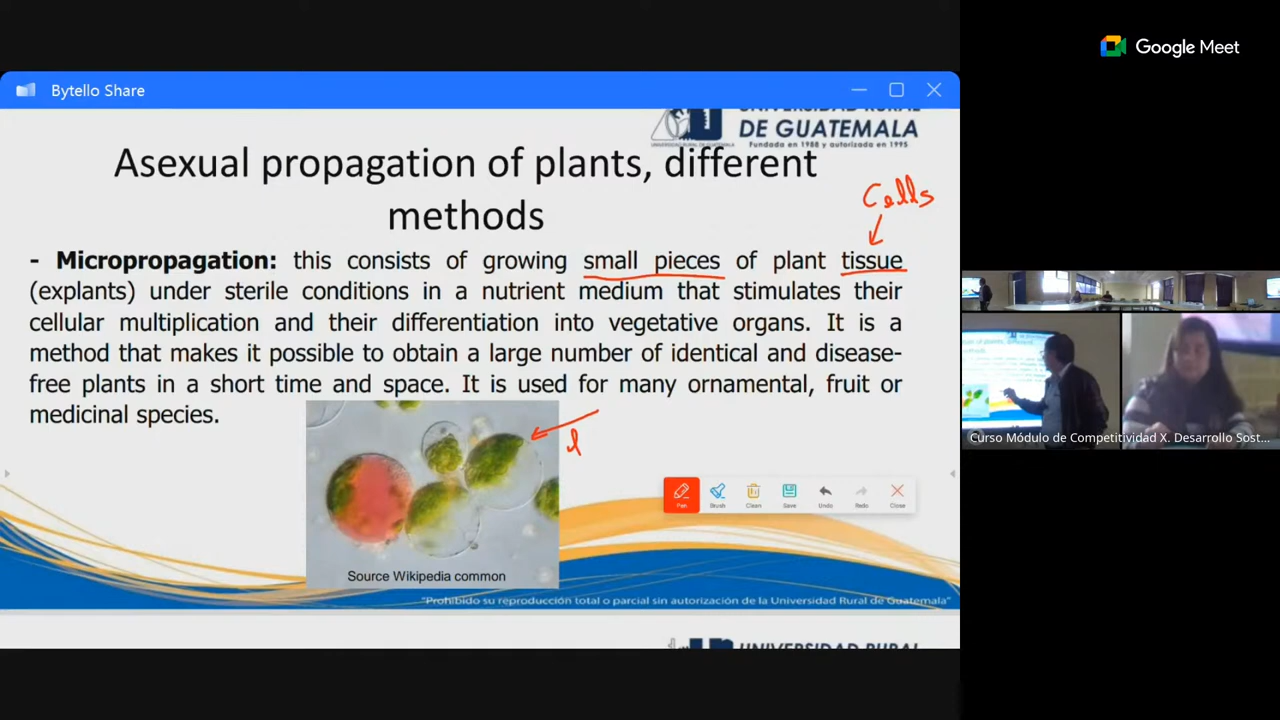 Google Meet
Bytello Share
UNIVERSIDAD RURAL
DE GUATEMALA
Fundada en 1988 y autorizada en 1995
Asexual propagation of plants, different
methods
Cells
- Micropropagation: this consists of growing small pieces of plant tissue
(explants) under sterile conditions in a nutrient medium that stimulates their
cellular multiplication and their differentiation into vegetative organs. It is a
method that makes it possible to obtain a large number of identical and disease-
free plants in a short time and space. It is used for many ornamental, fruit or
medicinal species.
l
Pen Brush Clean Save Undo Redo Close
Source Wikipedia common
"Prohibido su reproducción total o parcial sin autorización de la Universidad Rural de Guatemala"
UNIVERSIDAD RURAL
Curso Módulo de Competitividad X. Desarrollo Sost...